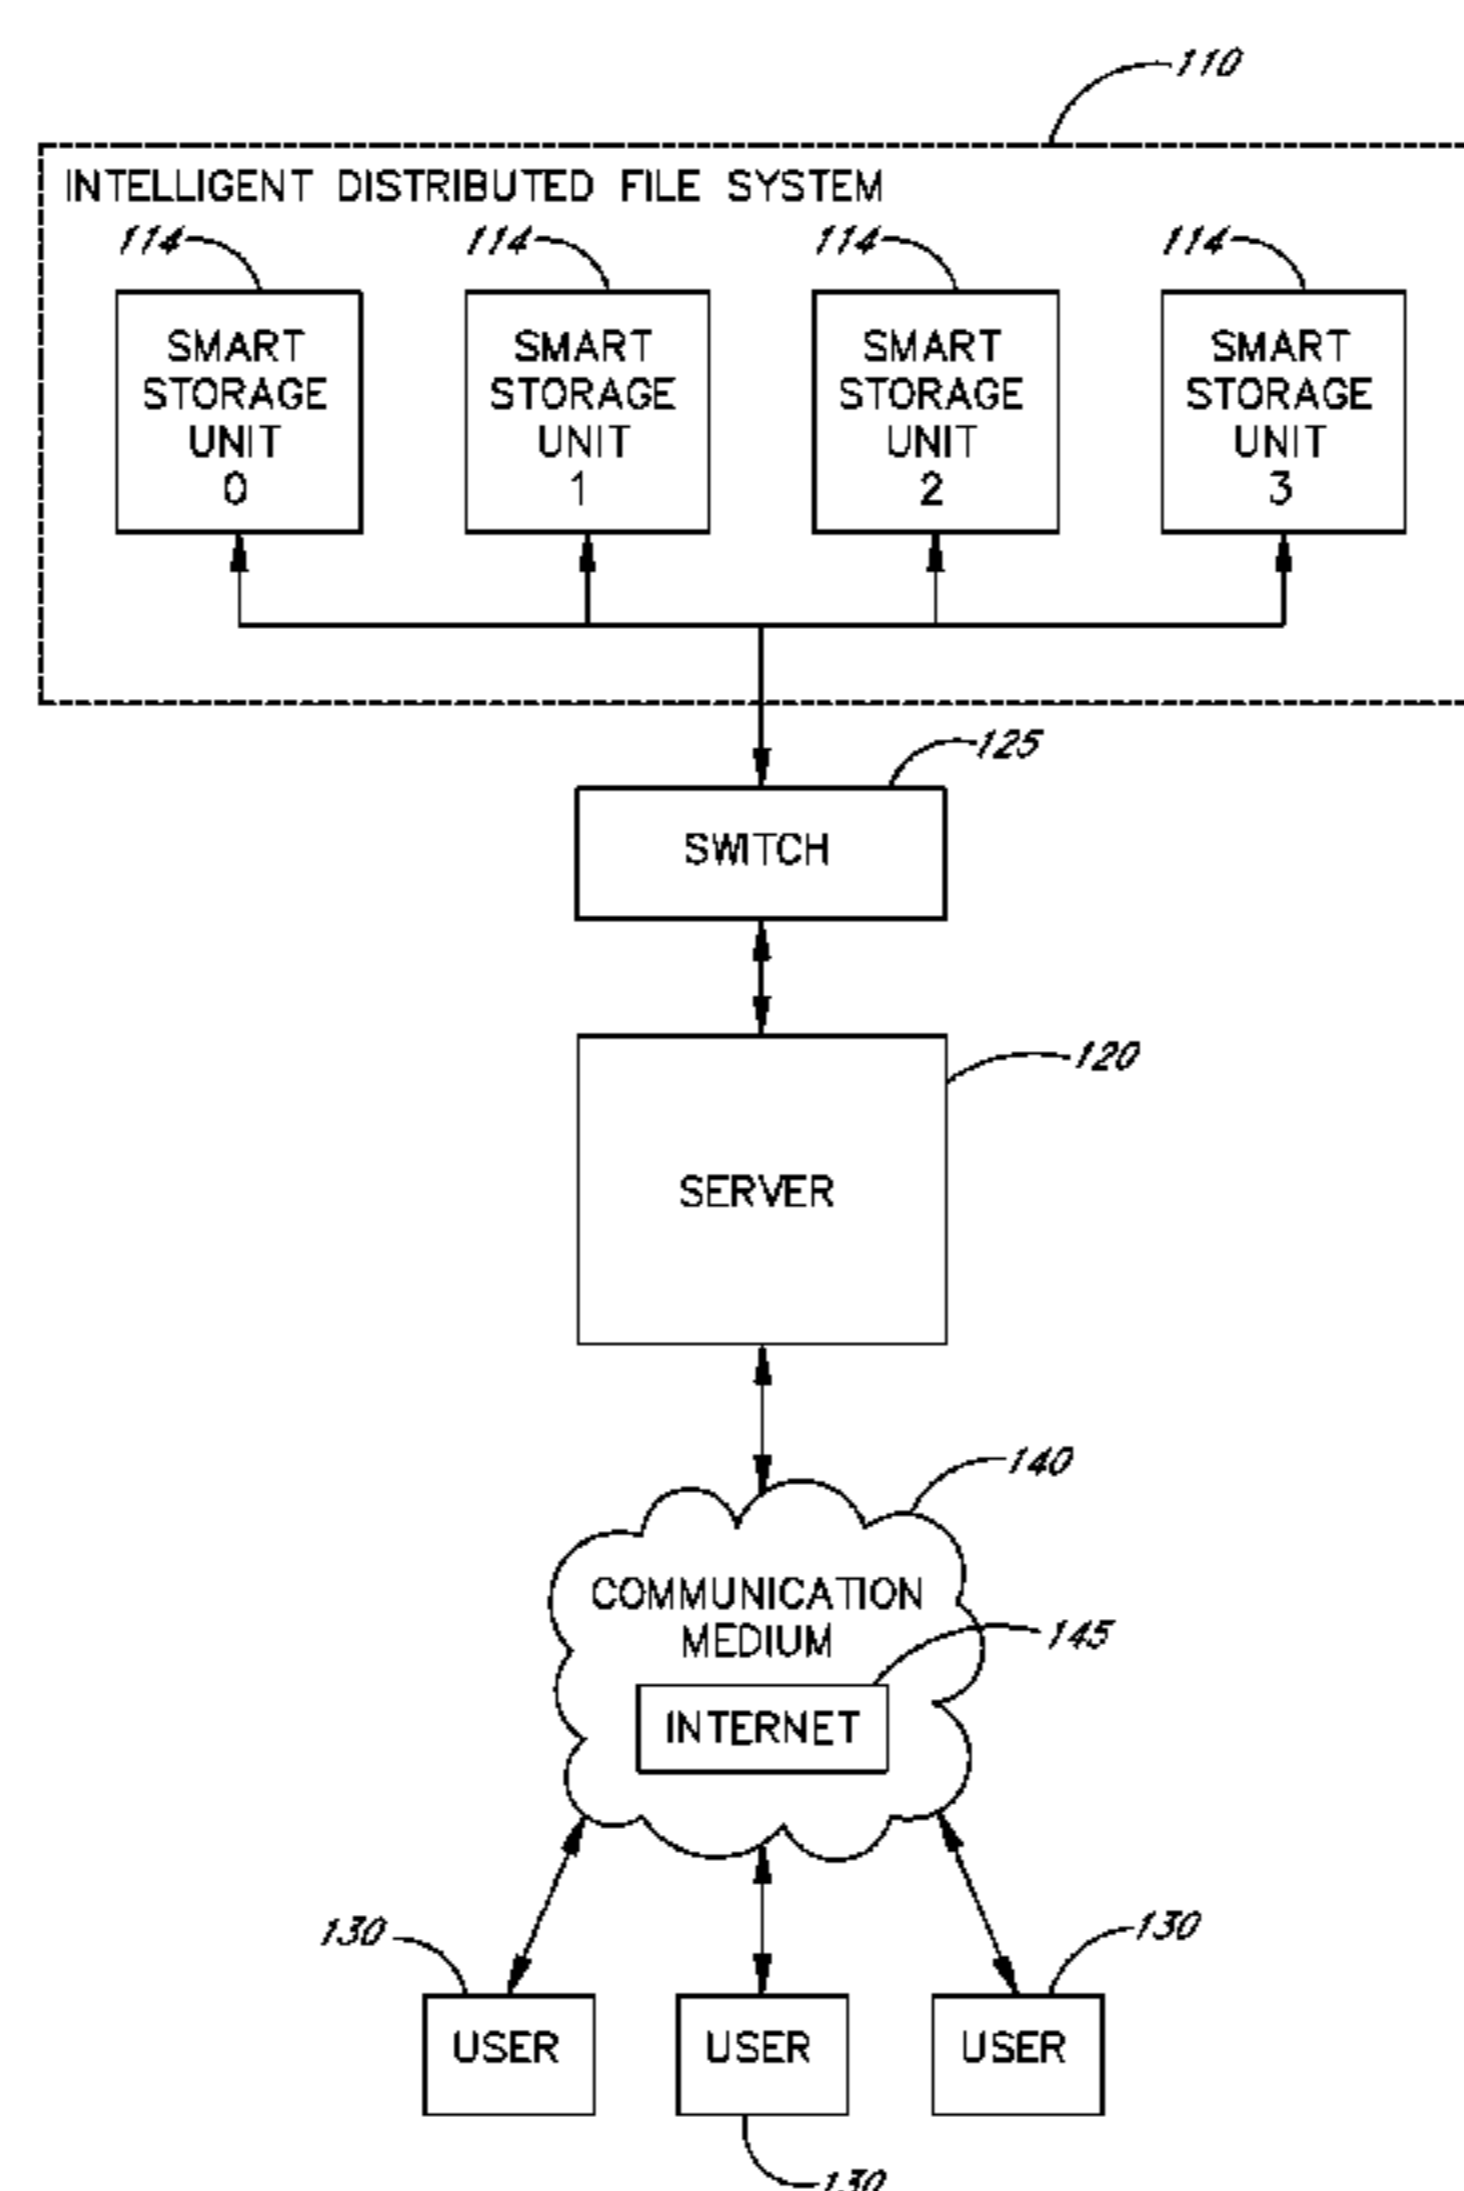 110
INTELLIGENT DISTRIBUTED FILE SYSTEM
114
114
114
114
SMART
STORAGE
UNIT
0
SMART
STORAGE
UNIT
1
SMART
STORAGE
UNIT
2
SMART
STORAGE
UNIT
3
125
SWITCH
120
SERVER
140
COMMUNICATION
MEDIUM
145
INTERNET
130
130
USER
USER
USER
130